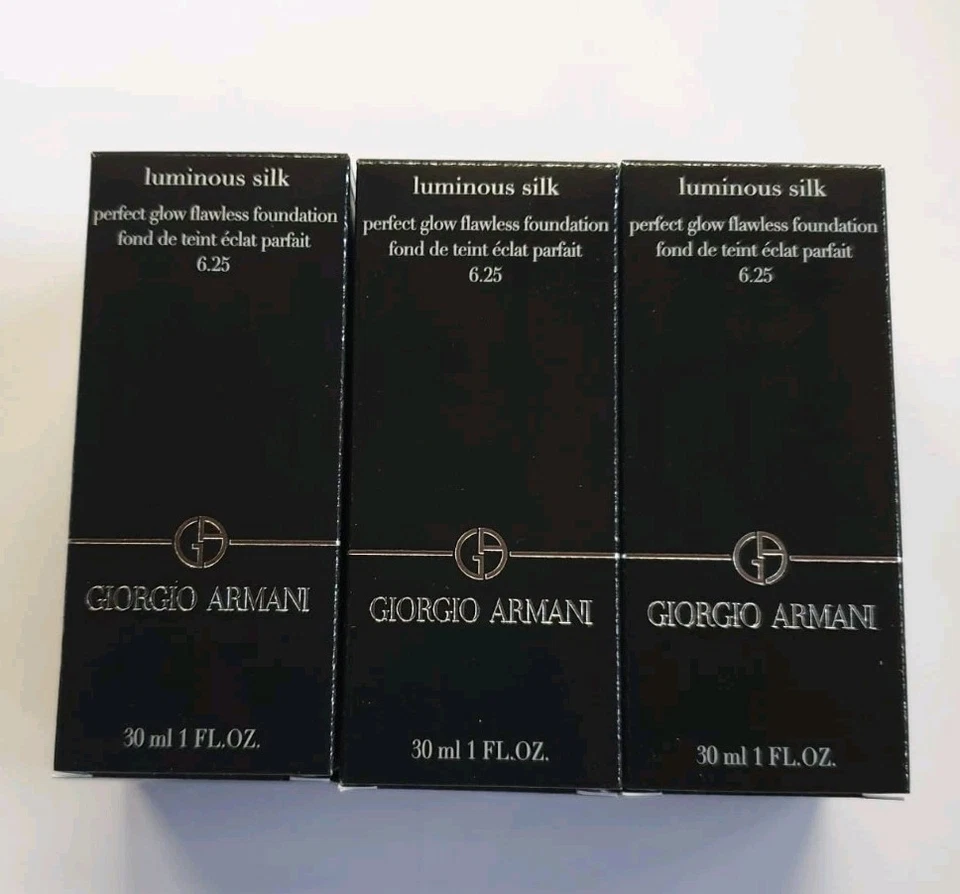 luminous silk
perfect glow flawless foundation
fond de teint éclat parfait
6.25
GIORGIO ARMANI
30 ml 1 FL.OZ.
luminous silk
perfect glow flawless foundation
fond de teint éclat parfait
6.25
GIORGIO ARMANI
30 ml 1 FL.OZ.
luminous silk
perfect glow flawless foundation
fond de teint éclat parfait
6.25
GIORGIO ARMANI
30 ml 1 FL.OZ.